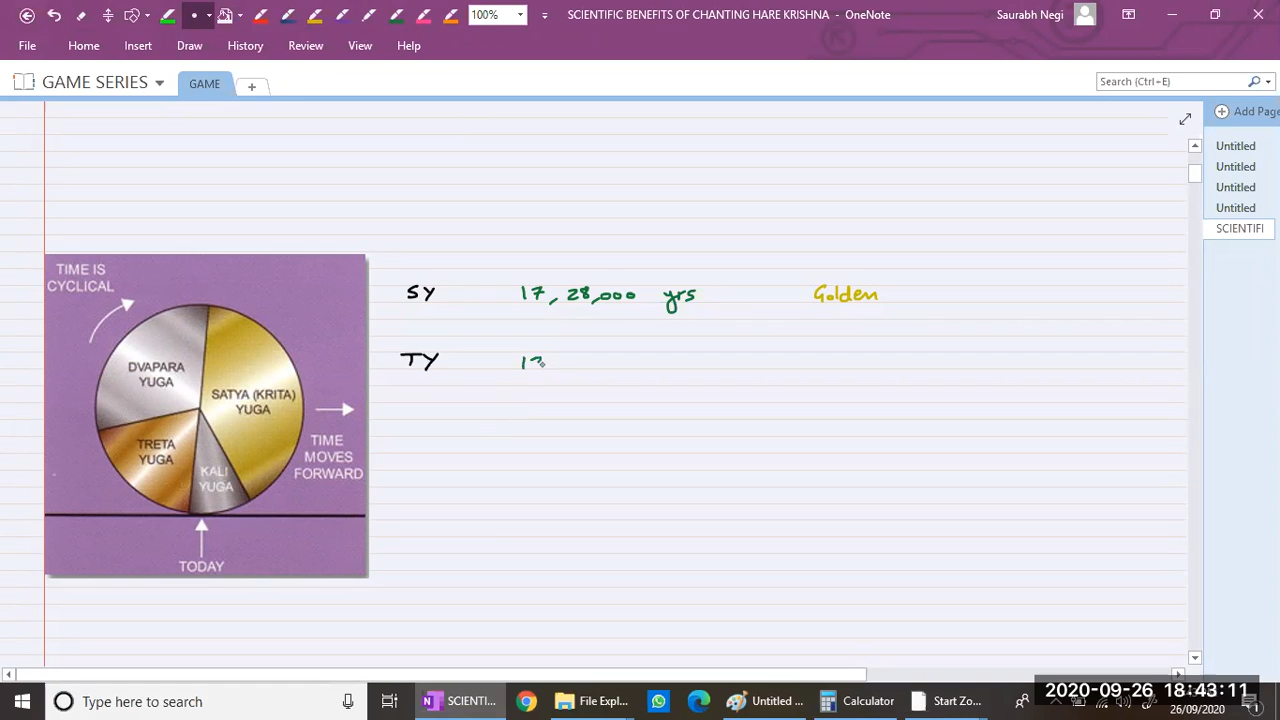 100%
SCIENTIFIC BENEFITS OF CHANTING HARE KRISHNA - OneNote
Saurabh Negi
File Home Insert Draw History Review View Help
GAME SERIES GAME
Search (Ctrl+E)
Add Page
Untitled
Untitled
Untitled
Untitled
SCIENTIFI
TIME IS
CYCLICAL
DVAPARA
YUGA
SATYA (KRITA)
YUGA
TRETA
YUGA
KALI
YUGA
TIME
MOVES
FORWARD
TODAY
SY 17,28,000 yrs Golden
TY 12
Type here to search
SCIENTI...
File Expl...
Untitled ...
Calculator
Start Zo...
2020-09-26 18:43:11
26/09/2020